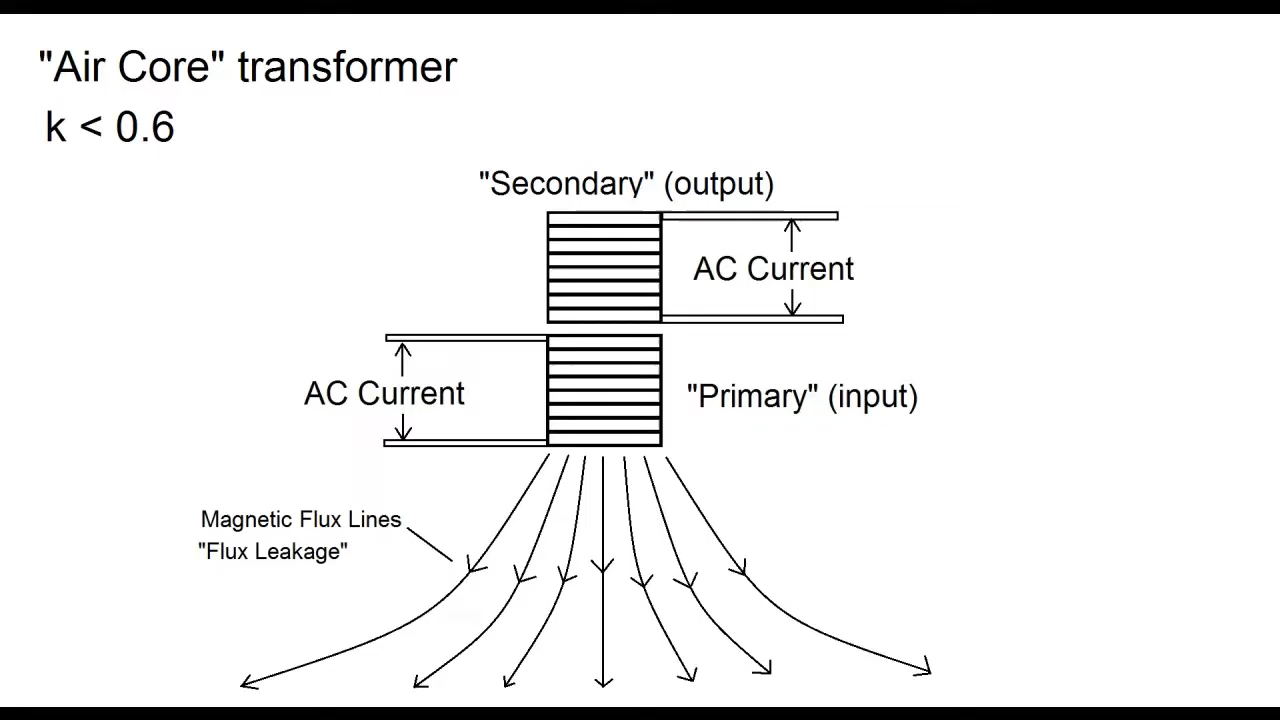 "Air Core" transformer
k < 0.6
"Secondary" (output)
AC Current
AC Current
"Primary" (input)
Magnetic Flux Lines
"Flux Leakage"